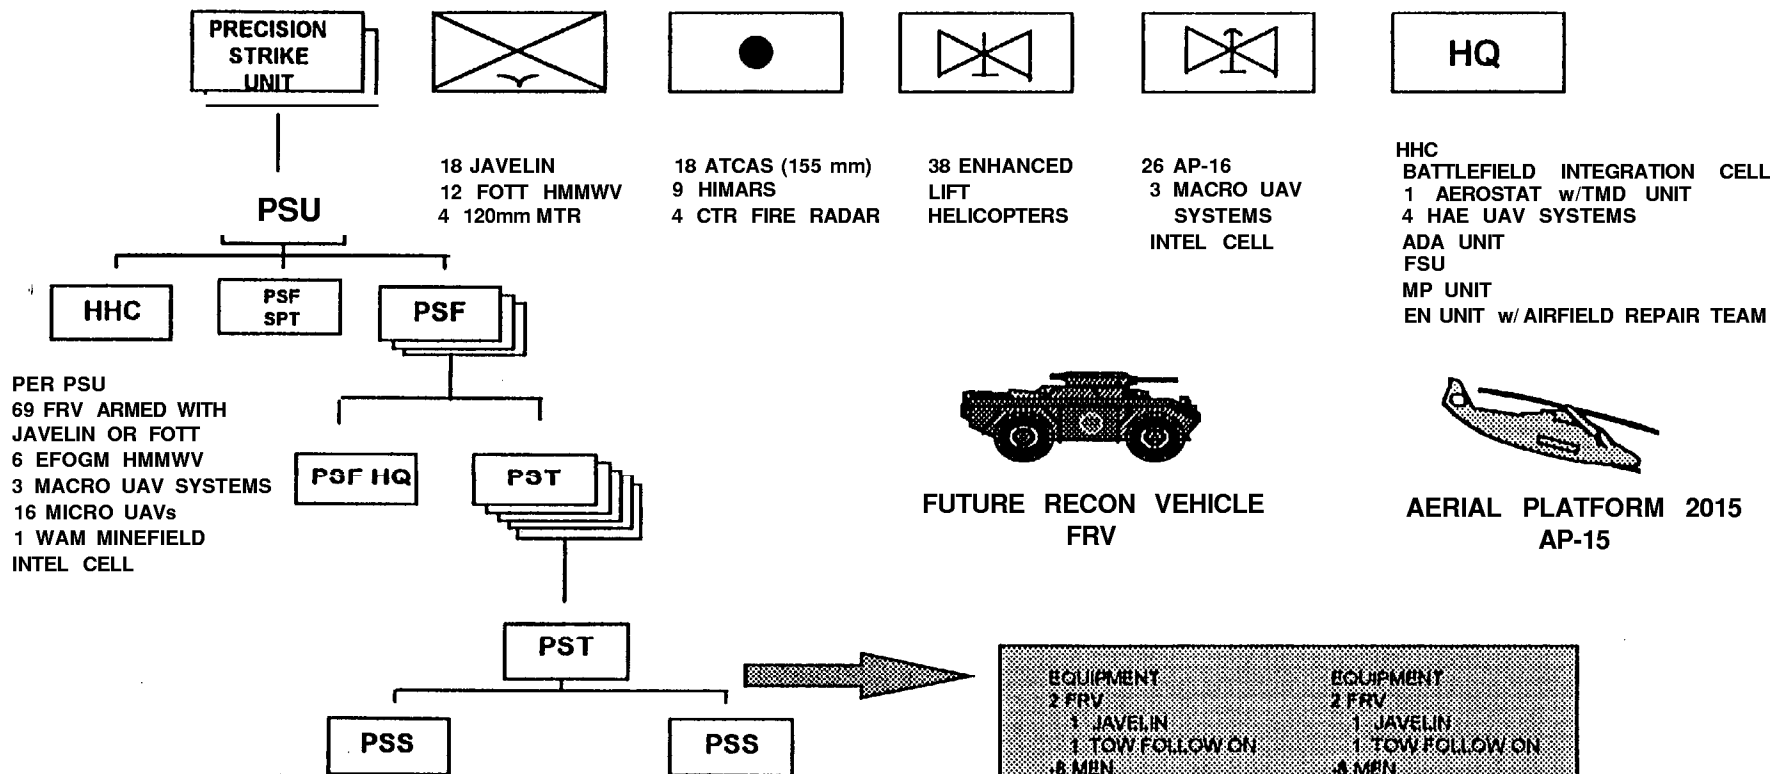 PRECISION
STRIKE
UNIT
HQ
18 JAVELIN
12 FOTT HMMWV
4 120mm MTR
18 ATCAS (155 mm)
9 HIMARS
4 CTR FIRE RADAR
38 ENHANCED
LIFT
HELICOPTERS
26 AP-16
3 MACRO UAV
SYSTEMS
INTEL CELL
HHC
BATTLEFIELD INTEGRATION CELL
1 AEROSTAT w/TMD UNIT
4 HAE UAV SYSTEMS
ADA UNIT
FSU
MP UNIT
EN UNIT w/ AIRFIELD REPAIR TEAM
PSU
HHC
PSF
SPT
PSF
PER PSU
69 FRV ARMED WITH
JAVELIN OR FOTT
6 EFOGM HMMWV
3 MACRO UAV SYSTEMS
16 MICRO UAVs
1 WAM MINEFIELD
INTEL CELL
PSF HQ
PST
FUTURE RECON VEHICLE
FRV
AERIAL PLATFORM 2015
AP-15
PST
PSS
PSS
EQUIPMENT
2 FRV
1 JAVELIN
1 TOW FOLLOW ON
MEN
EQUIPMENT
2 FRV
1 JAVELIN
1 TOW FOLLOW ON
MEN